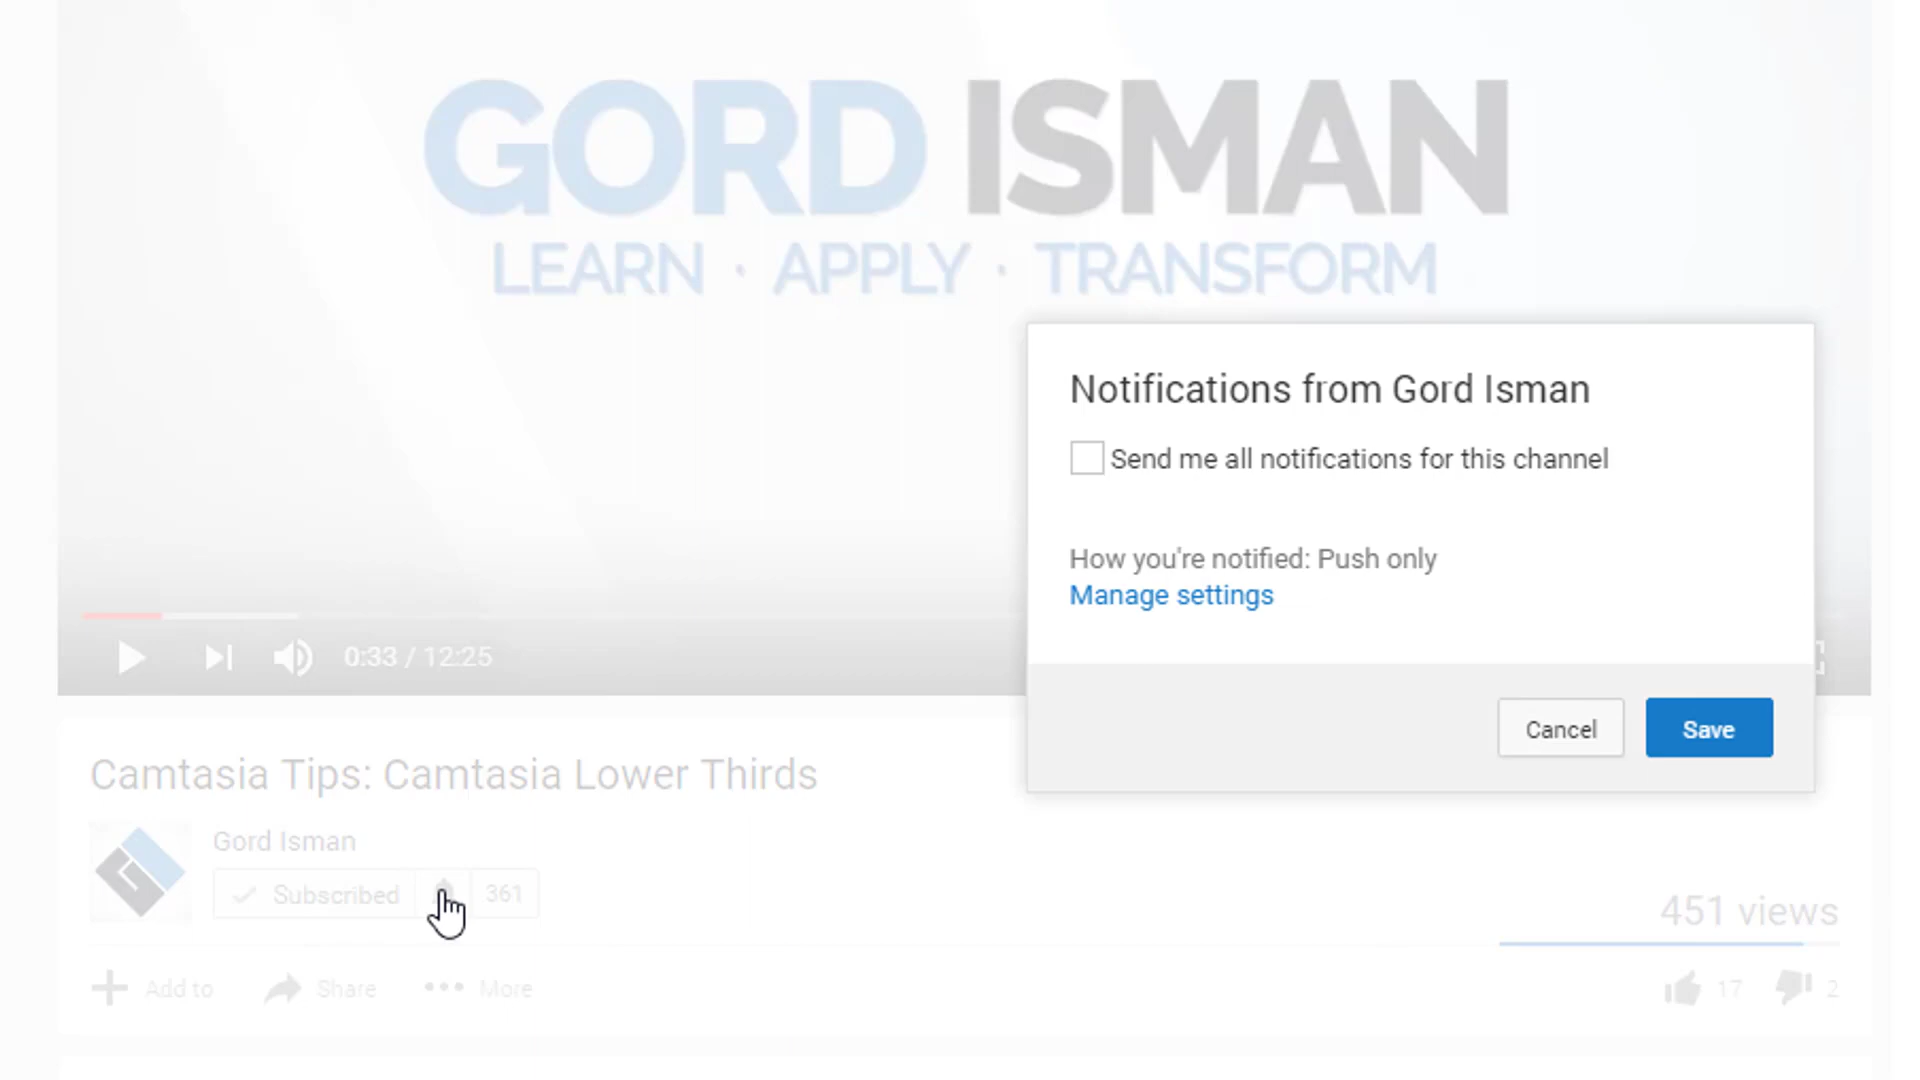 GORD ISMAN
LEARN · APPLY · TRANSFORM
Notifications from Gord Isman
Send me all notifications for this channel
How you're notified: Push only
Manage settings
Cancel
Save
0:33 / 12:25
Camtasia Tips: Camtasia Lower Thirds
Gord Isman
Subscribed
361
451 views
Add to
Share
More
17
2